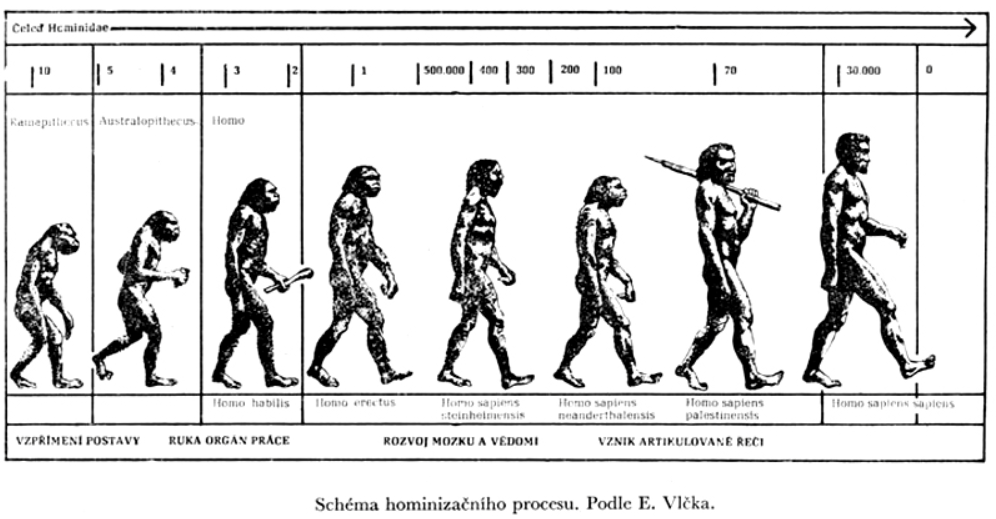 Čeleď Hominidae
10 5 4 3 2 1 500.000 400 300 200 100 70 30.000 0
Ramapithecus Australopithecus Homo
Homo habilis Homo erectus Homo sapiens steinheimensis Homo sapiens neanderthalensis Homo sapiens palestinensis Homo sapiens sapiens
VZPŘÍMENÍ POSTAVY RUKA ORGÁN PRÁCE ROZVOJ MOZKU A VĚDOMÍ VZNIK ARTIKULOVANÉ ŘEČI
Schéma hominizačního procesu. Podle E. Vlčka.